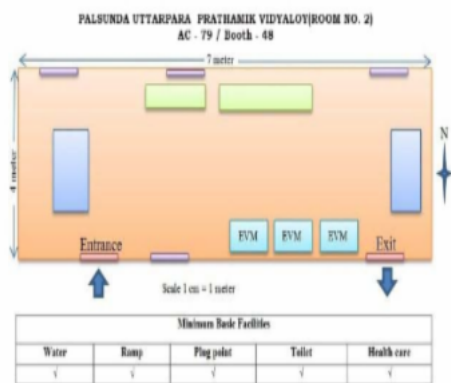 PALSUNDA UTTARPARA PRATHAMIK VIDYALOY(ROOM NO. 2)
AC - 79 / Booth - 48
7 meter
4 meter
N
EVM EVM EVM
Entrance Exit
Scale 1 cm = 1 meter
Minimum Basic Facilities
Water Ramp Plug point Toilet Health care
√ √ √ √ √